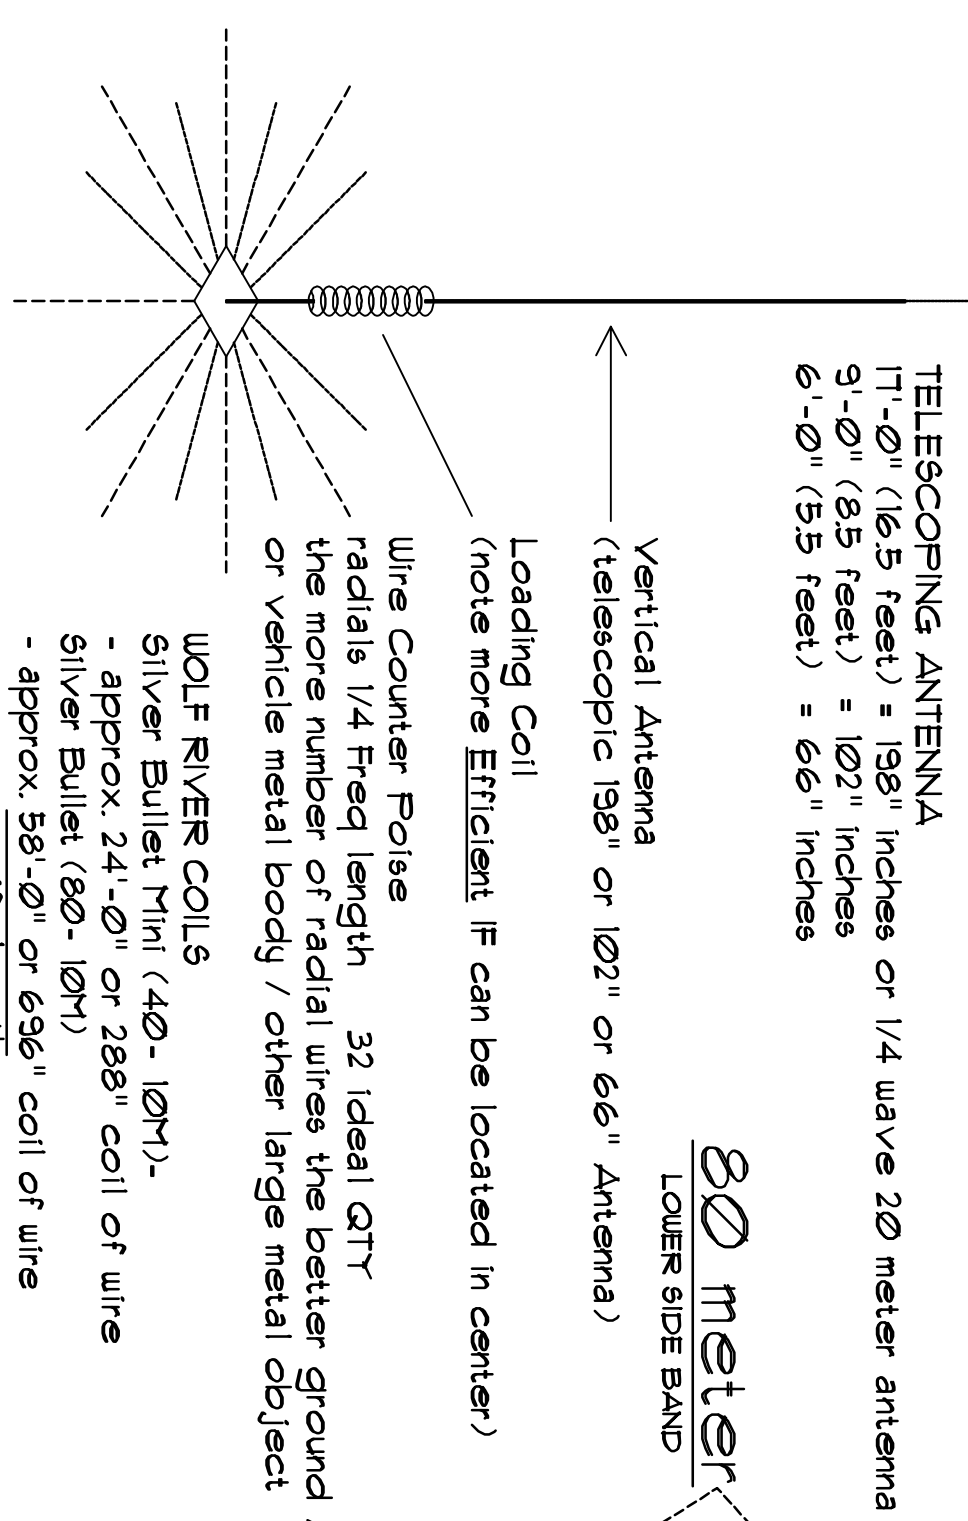 TELESCOPING ANTENNA
17'-0" (16.5 feet) = 198" inches or 1/4 wave 20 meter antenna
9'-0" (8.5 feet) = 102" inches
6'-0" (5.5 feet) = 66" inches
80 meter
LOWER SIDE BAND
Vertical Antenna
(telescopic 198" or 102" or 66" Antenna)
Loading Coil
(note more Efficient IF can be located in center)
Wire Counter Poise
radials 1/4 Freq length 32 ideal QTY
the more number of radial wires the better ground
or vehicle metal body / other large metal object
WOLF RIVER COILS
Silver Bullet Mini (40- 10M)-
- approx. 24'-0" or 288" coil of wire
Silver Bullet (80- 10M)
- approx. 58'-0" or 696" coil of wire